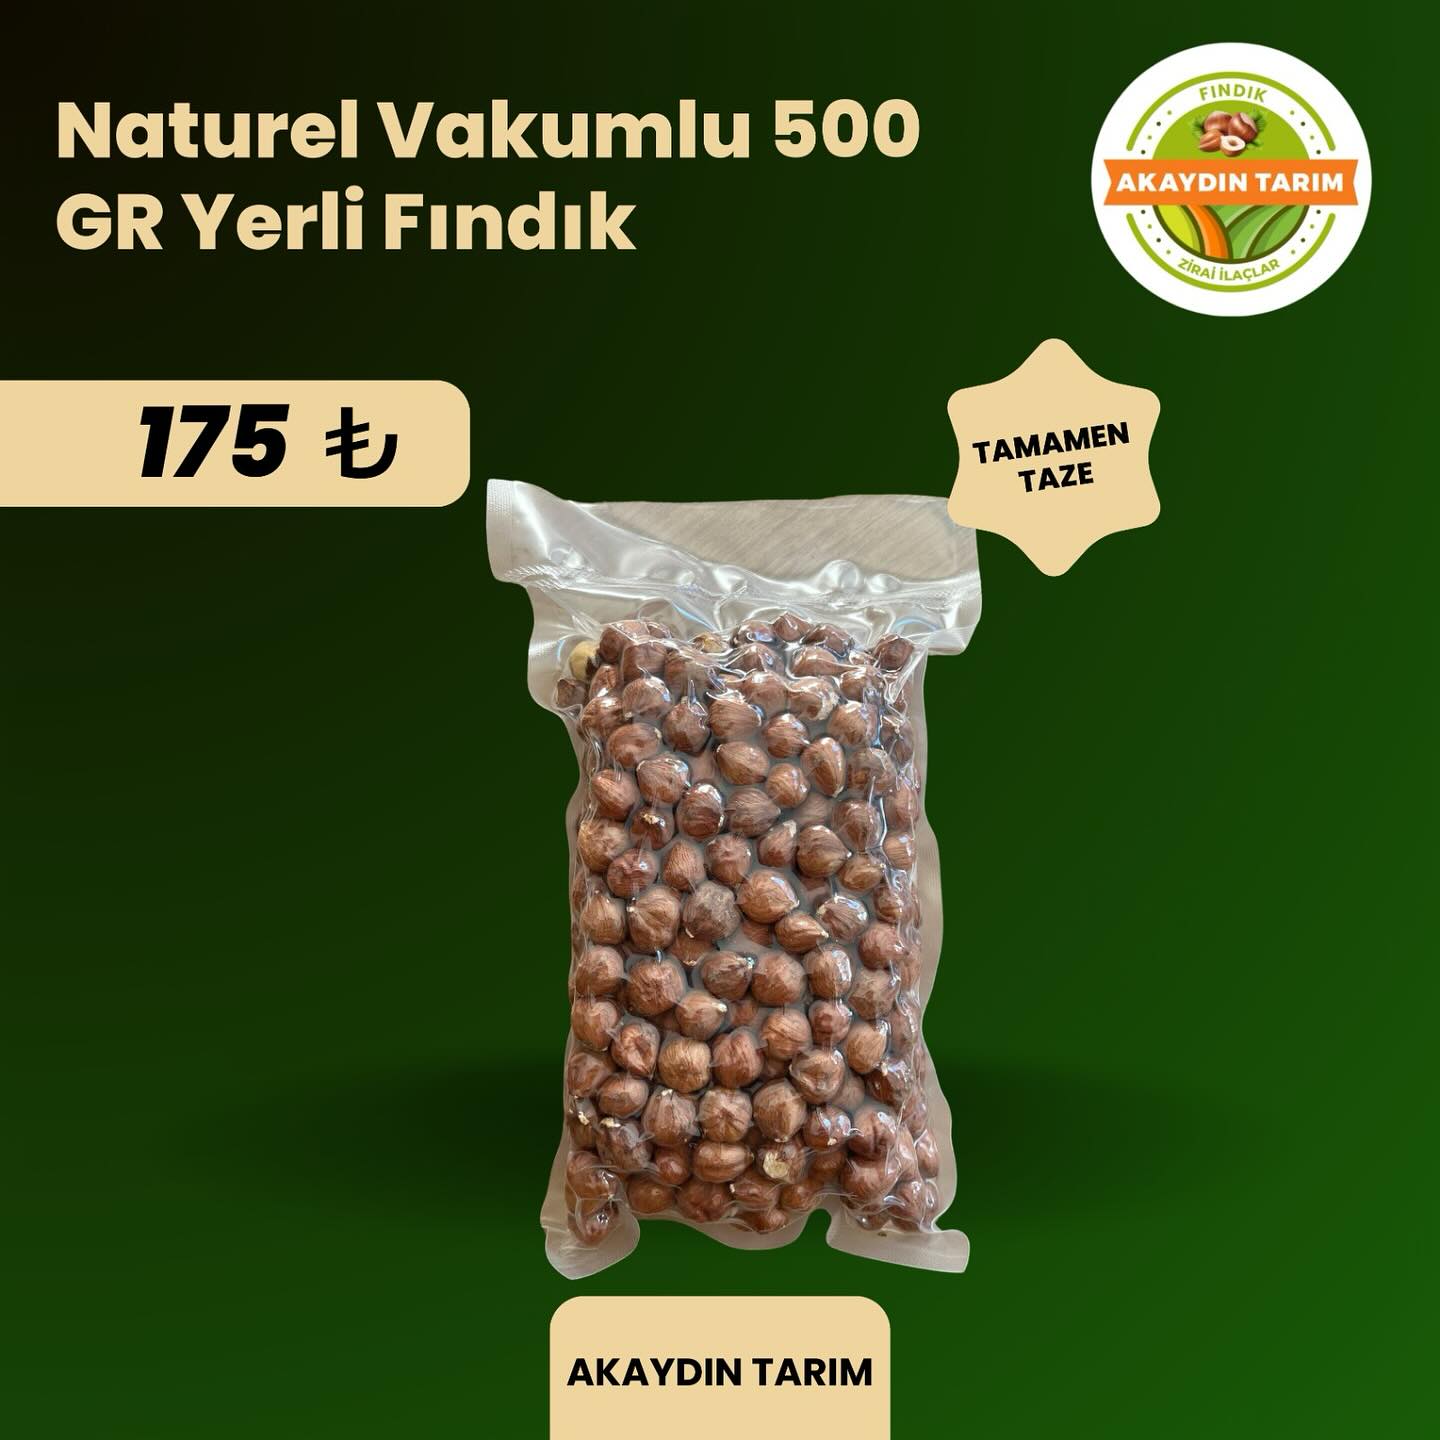 Naturel Vakumlu 500
GR Yerli Fındık
FINDIK
AKAYDIN TARIM
ZİRAİ İLAÇLAR
175 ₺
TAMAMEN
TAZE
AKAYDIN TARIM